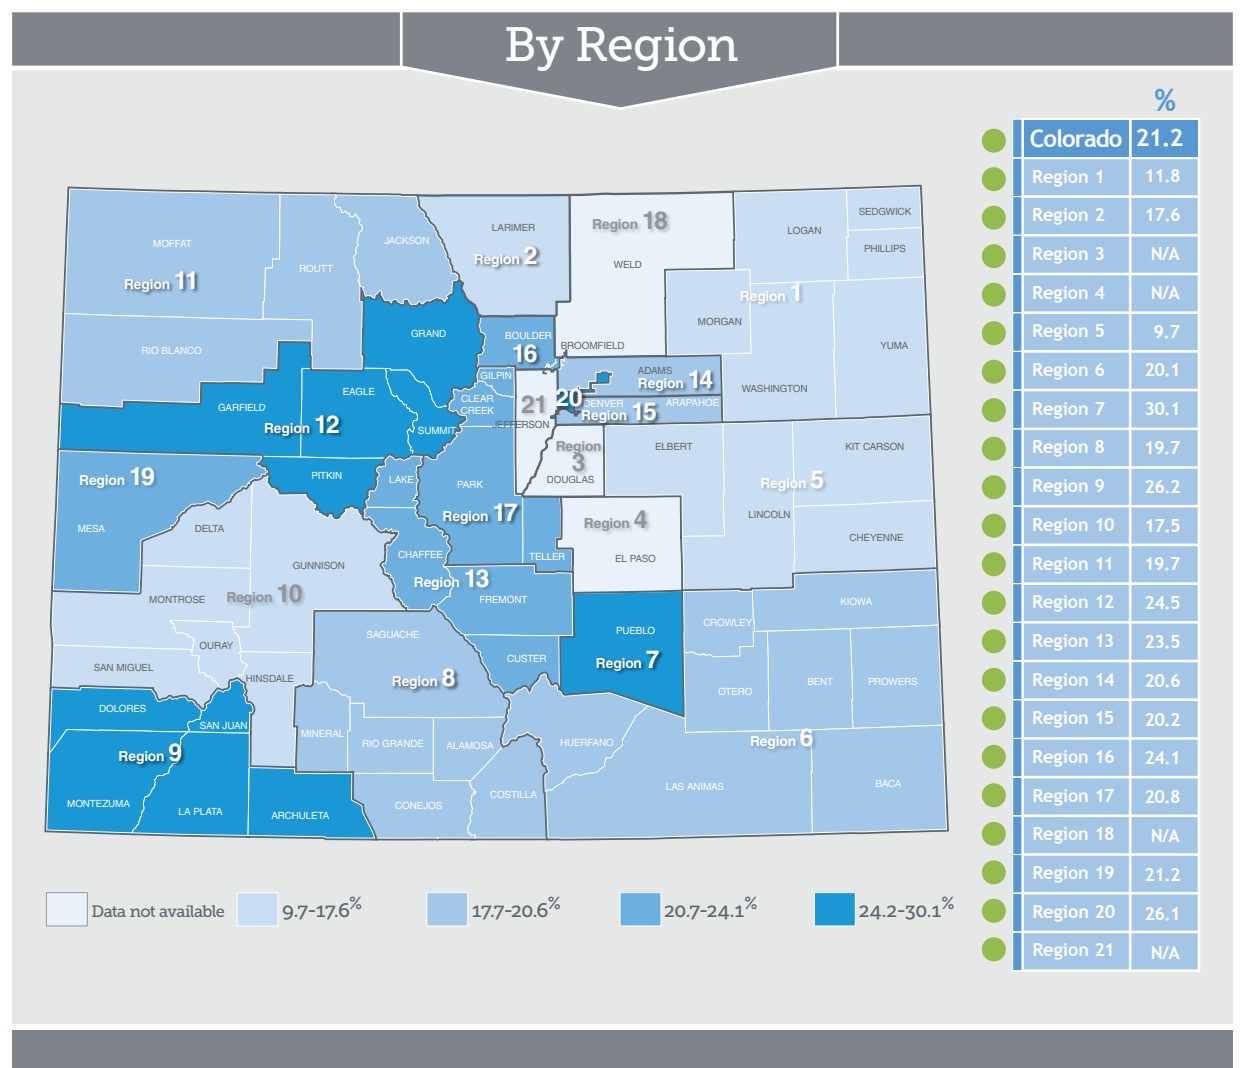 By Region
%
Colorado 21.2
Region 1 11.8
Region 2 17.6
Region 3 N/A
Region 4 N/A
Region 5 9.7
Region 6 20.1
Region 7 30.1
Region 8 19.7
Region 9 26.2
Region 10 17.5
Region 11 19.7
Region 12 24.5
Region 13 23.5
Region 14 20.6
Region 15 20.2
Region 16 24.1
Region 17 20.8
Region 18 N/A
Region 19 21.2
Region 20 26.1
Region 21 N/A
MOFFAT
Region 11
ROUTT
JACKSON
RIO BLANCO
LARIMER
Region 2
Region 18
WELD
LOGAN
SEDGWICK
PHILLIPS
Region 1
MORGAN
YUMA
WASHINGTON
GRAND
BOULDER
16
BROOMFIELD
GILPIN
CLEAR
CREEK
ADAMS
Region 14
20
DENVER
ARAPAHOE
Region 15
21
JEFFERSON
EAGLE
GARFIELD
Region 12
SUMMIT
PITKIN
Region 19
MESA
LAKE
PARK
Region 17
Region
3
DOUGLAS
ELBERT
KIT CARSON
Region 5
LINCOLN
CHEYENNE
DELTA
GUNNISON
MONTROSE
Region 10
OURAY
SAN MIGUEL
HINSDALE
CHAFFEE
Region 13
TELLER
FREMONT
CUSTER
Region 4
EL PASO
PUEBLO
Region 7
KIOWA
CROWLEY
OTERO
BENT
PROWERS
Region 6
LAS ANIMAS
BACA
HUERFANO
SAGUACHE
Region 8
MINERAL
RIO GRANDE
ALAMOSA
CONEJOS
COSTILLA
DOLORES
SAN JUAN
Region 9
MONTEZUMA
LA PLATA
ARCHULETA
Data not available
9.7-17.6%
17.7-20.6%
20.7-24.1%
24.2-30.1%